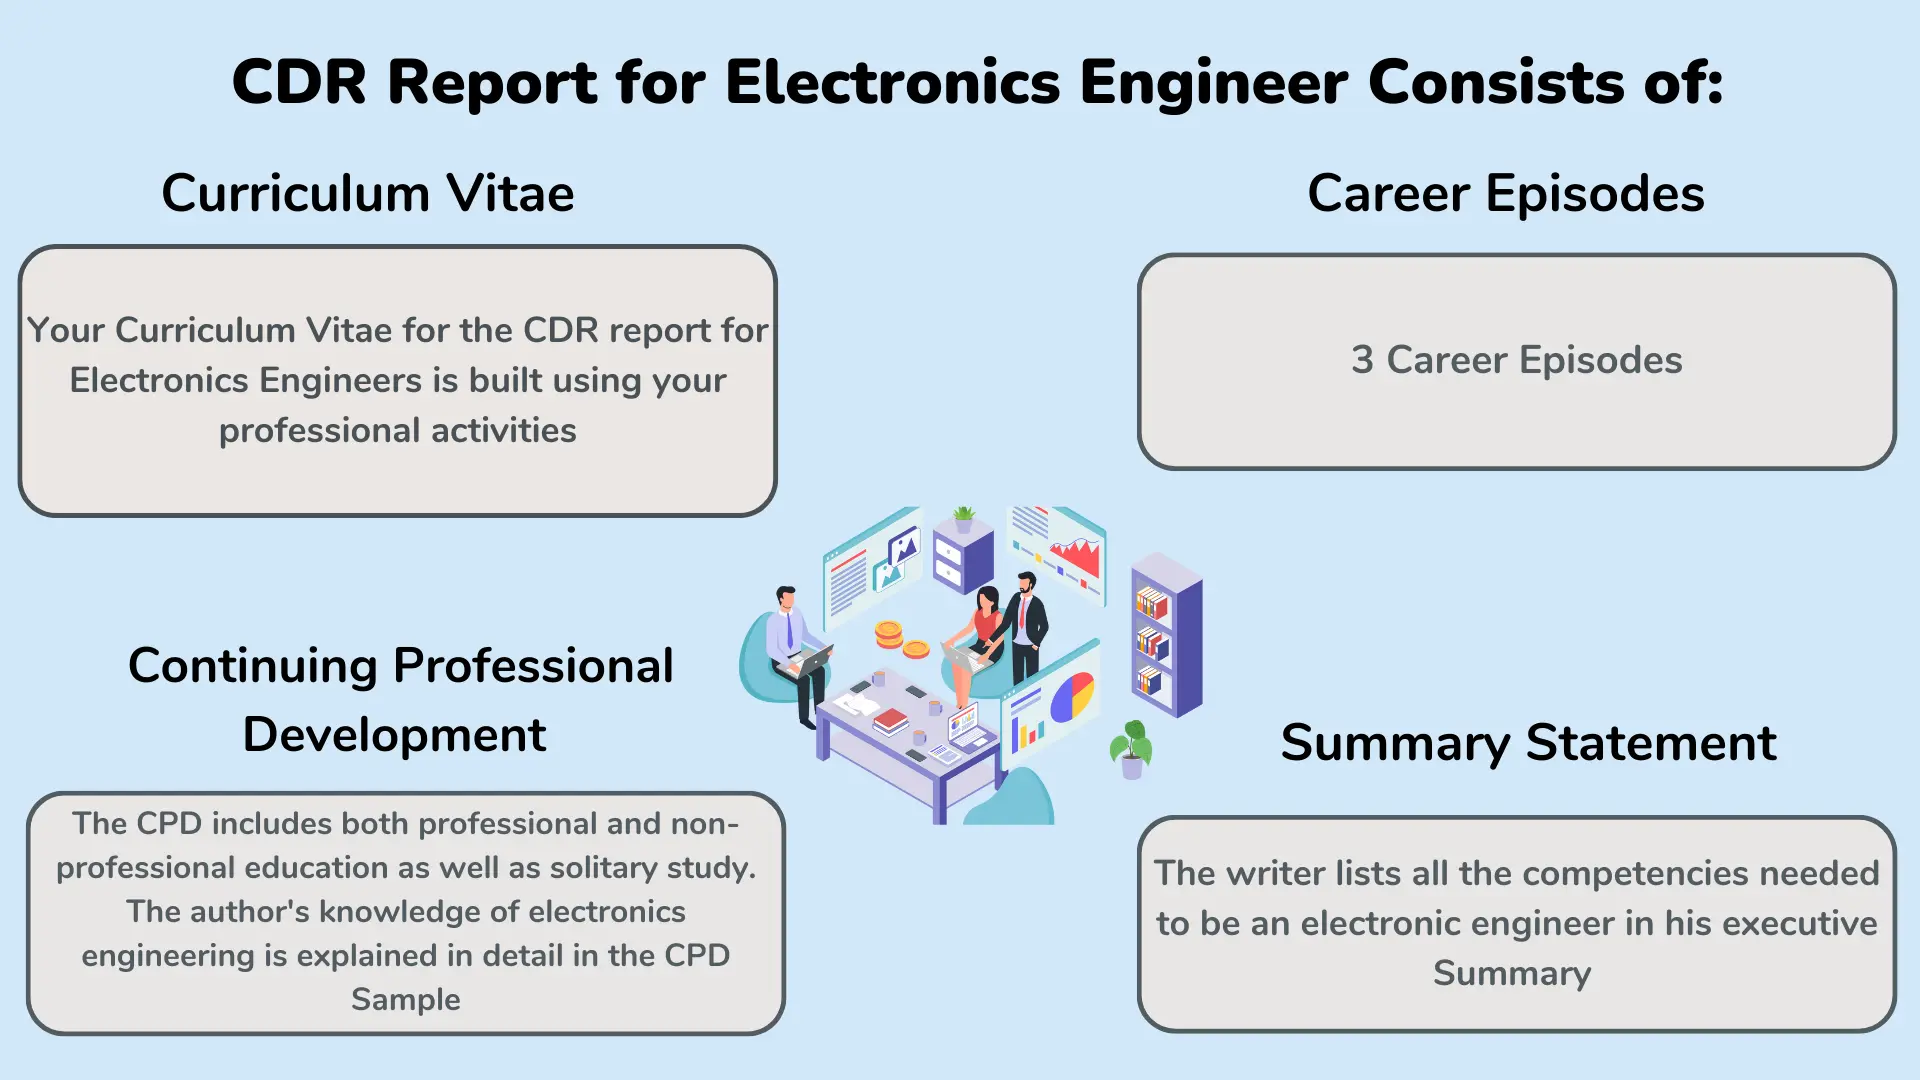 CDR Report for Electronics Engineer Consists of:
Curriculum Vitae
Your Curriculum Vitae for the CDR report for
Electronics Engineers is built using your
professional activities
Career Episodes
3 Career Episodes
Continuing Professional
Development
The CPD includes both professional and non-
professional education as well as solitary study.
The author's knowledge of electronics
engineering is explained in detail in the CPD
Sample
Summary Statement
The writer lists all the competencies needed
to be an electronic engineer in his executive
Summary